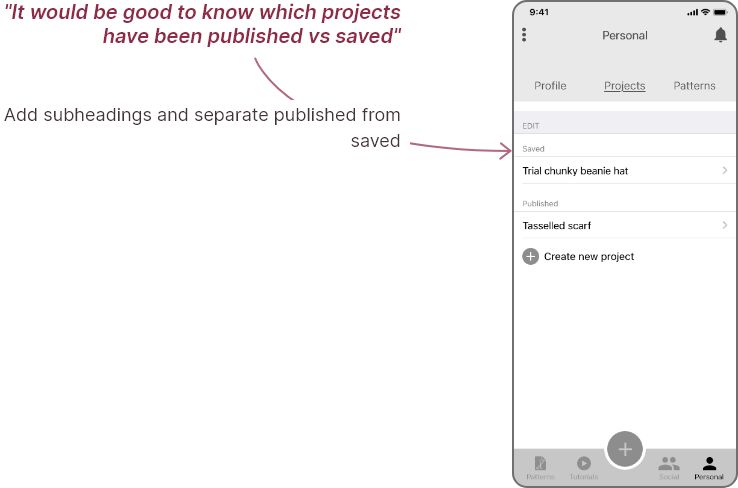 "It would be good to know which projects
have been published vs saved"
Add subheadings and separate published from
saved
9:41
Personal
Profile Projects Patterns
EDIT
Saved
Trial chunky beanie hat
Published
Tasselled scarf
Create new project
Patterns Tutorials Social Personal